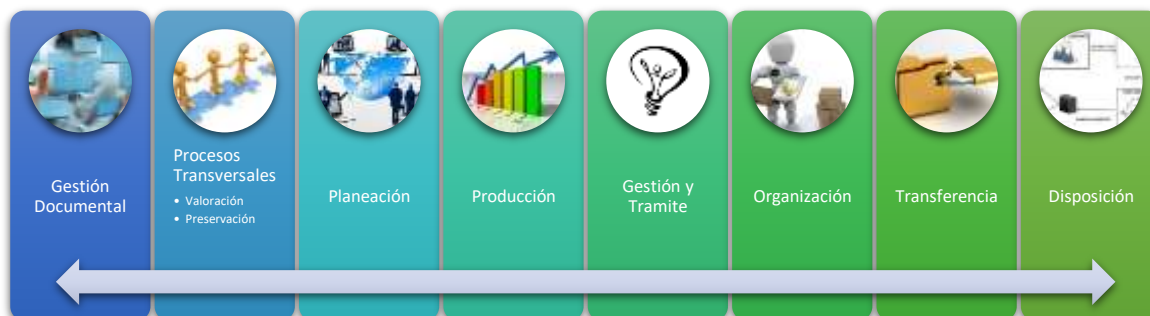 Gestión
Documental
Procesos
Transversales
• Valoración
• Preservación
Planeación
Producción
Gestión y
Tramite
Organización
Transferencia
Disposición